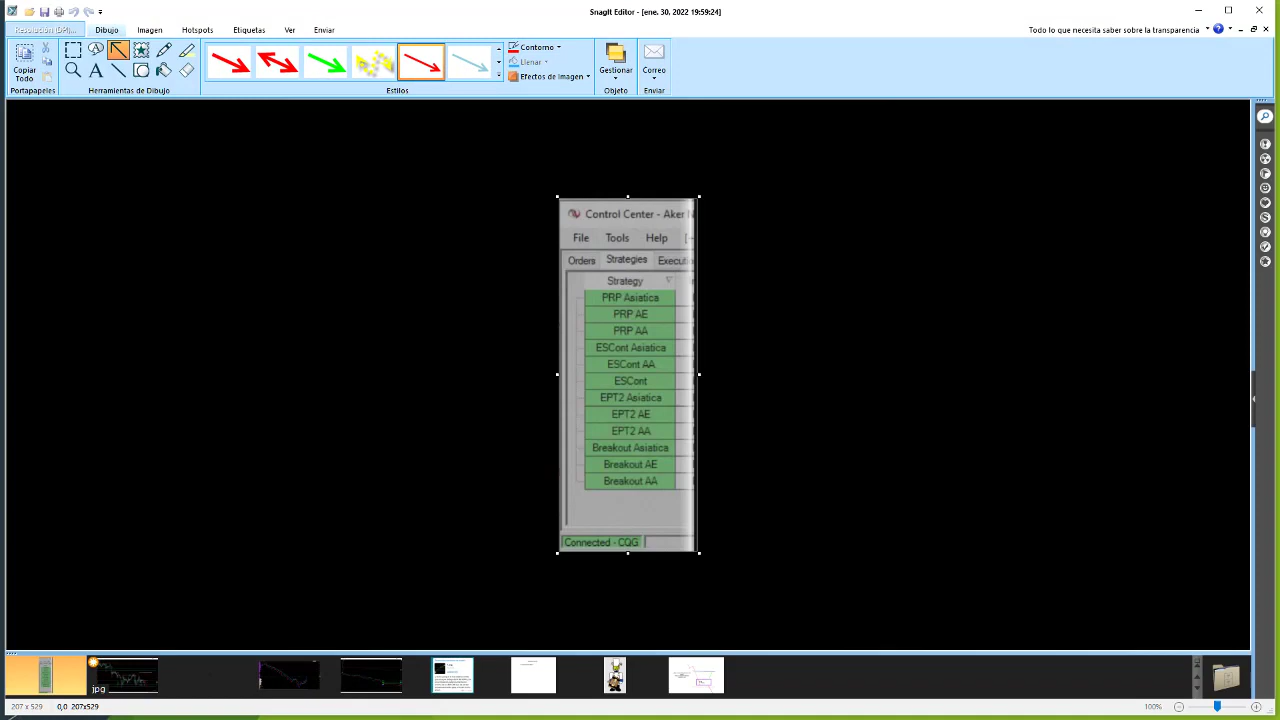 SnagIt Editor - [ene. 30, 2022 19:59:24]
Resolución (DPI)...
Dibujo
Imagen
Hotspots
Etiquetas
Ver
Enviar
Todo lo que necesita saber sobre la transparencia
Copiar
Todo
Contorno
Llenar
Efectos de Imagen
Gestionar
Correo
Portapapeles
Herramientas de Dibujo
Estilos
Objeto
Enviar
Control Center - Aker N
File Tools Help
Orders Strategies Executi
Strategy
PRP Asiatica
PRP AE
PRP AA
ESCont Asiatica
ESCont AA
ESCont
EPT2 Asiatica
EPT2 AE
EPT2 AA
Breakout Asiatica
Breakout AE
Breakout AA
Connected - CQG
jpg
207 x 529
0,0 207x529
100%